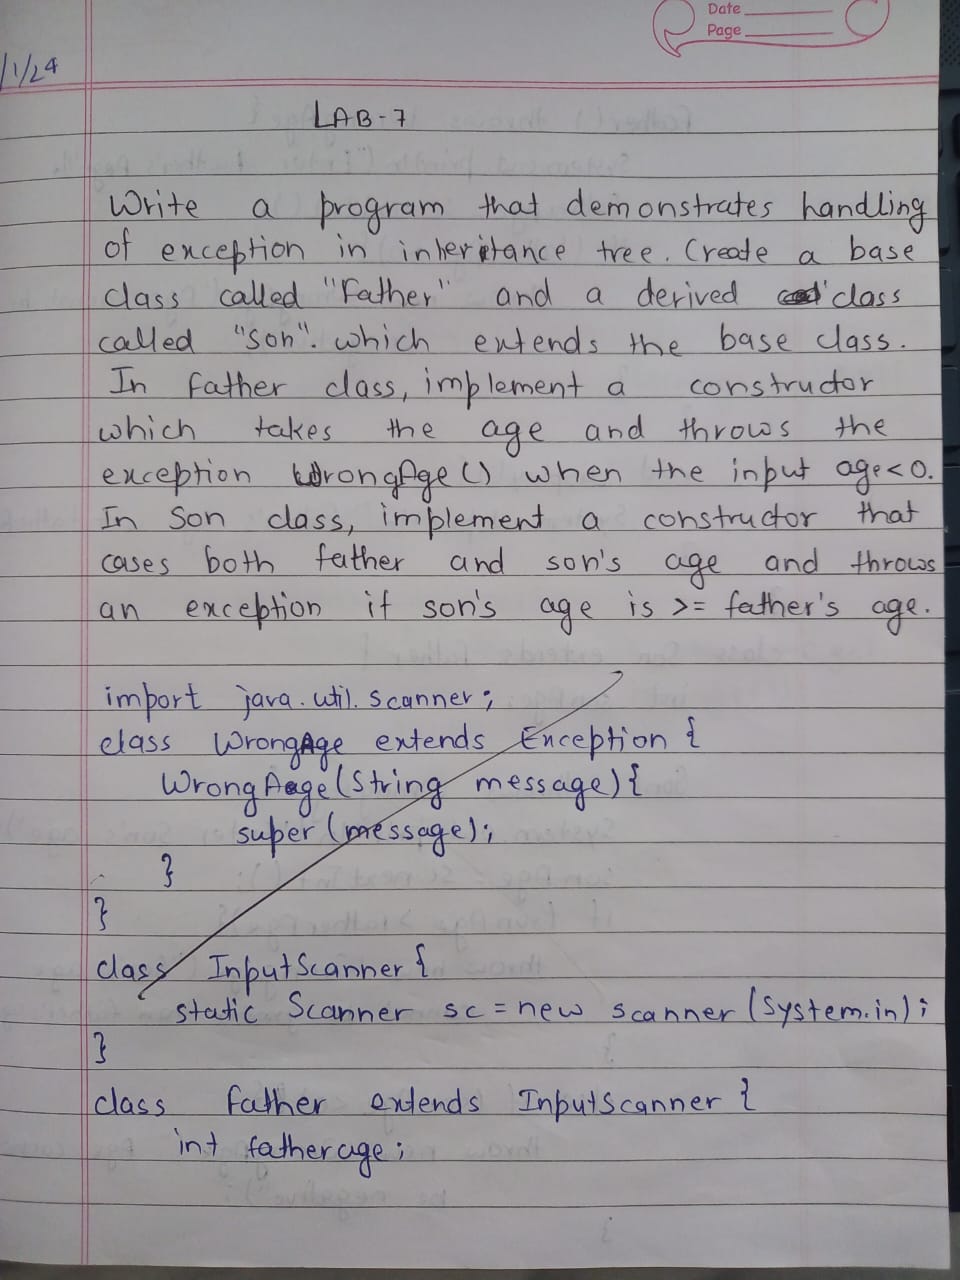 Date
Page
/1/24
LAB-7
Write a program that demonstrates handling
of exception in inheritance tree. Create a base
class called "Father" and a derived class
called "Son". which extends the base class.
In Father class, implement a constructor
which takes the age and throws the
exception WrongAge() when the input age<0.
In Son class, implement a constructor that
cases both father and son's age and throws
an exception if son's age is >= father's age.
import java.util.Scanner;
class WrongAge extends Exception {
WrongAge(String message){
super(message);
}
}
class InputScanner {
static Scanner sc = new Scanner(System.in);
}
class Father extends InputScanner {
int fatherage;